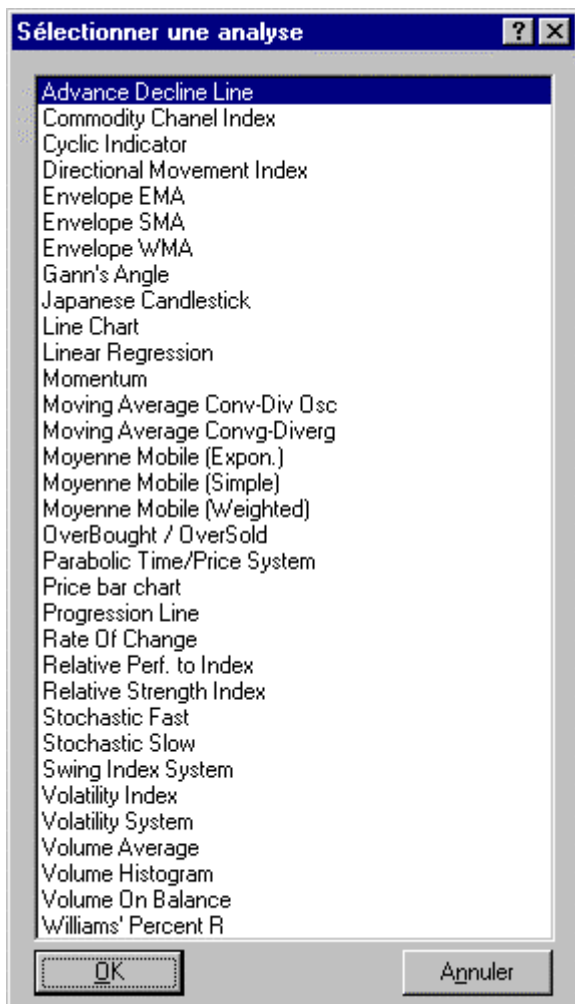 Sélectionner une analyse
Advance Decline Line
Commodity Chanel Index
Cyclic Indicator
Directional Movement Index
Envelope EMA
Envelope SMA
Envelope WMA
Gann's Angle
Japanese Candlestick
Line Chart
Linear Regression
Momentum
Moving Average Conv-Div Osc
Moving Average Convg-Diverg
Moyenne Mobile (Expon.)
Moyenne Mobile (Simple)
Moyenne Mobile (Weighted)
OverBought / OverSold
Parabolic Time/Price System
Price bar chart
Progression Line
Rate Of Change
Relative Perf. to Index
Relative Strength Index
Stochastic Fast
Stochastic Slow
Swing Index System
Volatility Index
Volatility System
Volume Average
Volume Histogram
Volume On Balance
Williams' Percent R
OK Annuler